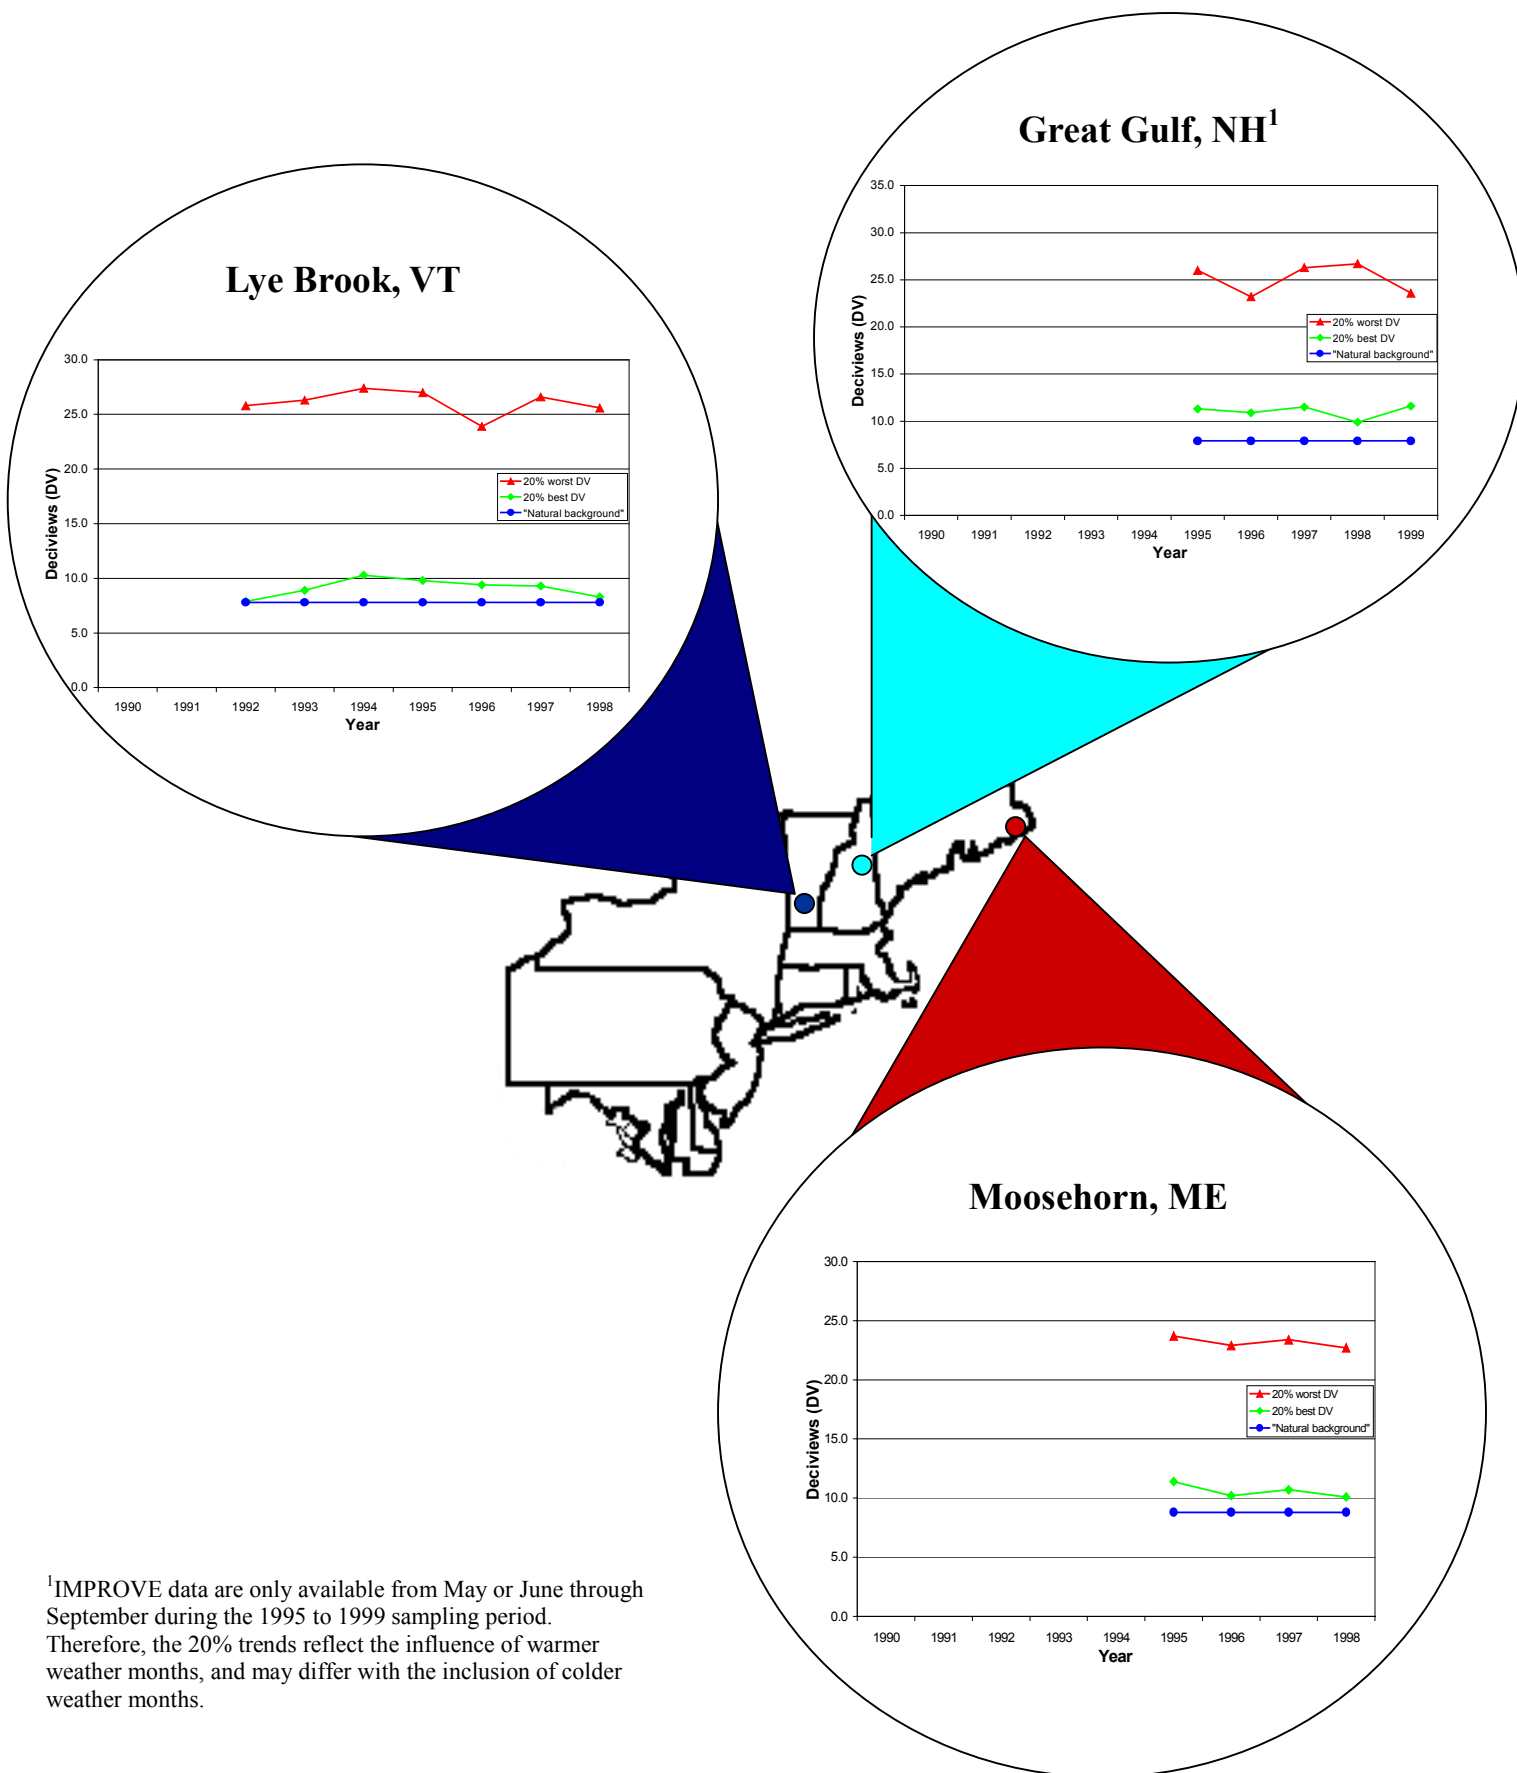 Great Gulf, NH1
35.0
30.0
25.0
20.0
15.0
10.0
5.0
0.0
Deciviews (DV)
20% worst DV
20% best DV
"Natural background"
1990 1991 1992 1993 1994 1995 1996 1997 1998 1999
Year
Lye Brook, VT
30.0
25.0
20.0
15.0
10.0
5.0
0.0
Deciviews (DV)
20% worst DV
20% best DV
"Natural background"
1990 1991 1992 1993 1994 1995 1996 1997 1998
Year
Moosehorn, ME
30.0
25.0
20.0
15.0
10.0
5.0
0.0
Deciviews (DV)
20% worst DV
20% best DV
"Natural background"
1990 1991 1992 1993 1994 1995 1996 1997 1998
Year
1IMPROVE data are only available from May or June through
September during the 1995 to 1999 sampling period.
Therefore, the 20% trends reflect the influence of warmer
weather months, and may differ with the inclusion of colder
weather months.